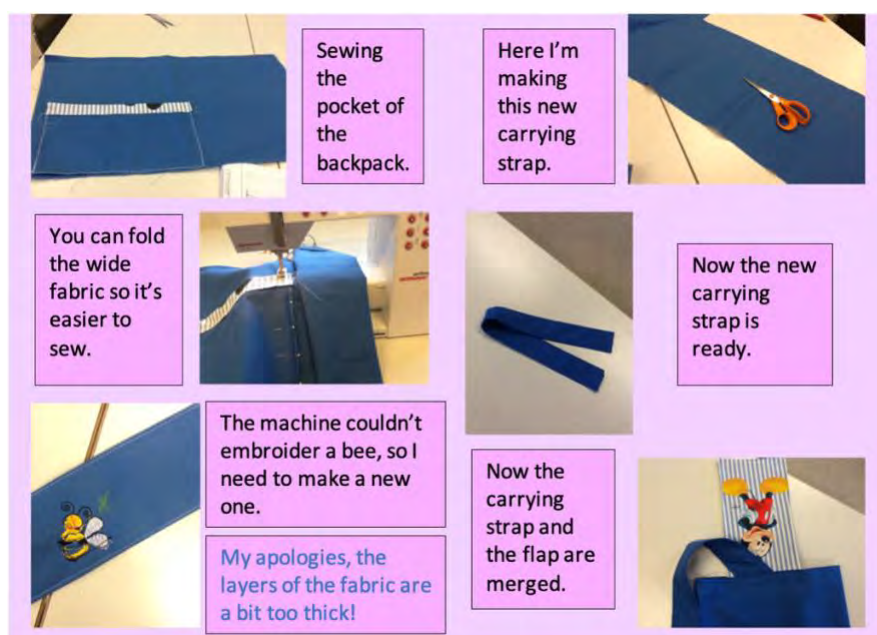 Sewing
the
pocket of
the
backpack.
Here I'm
making
this new
carrying
strap.
You can fold
the wide
fabric so it's
easier to
sew.
Now the new
carrying
strap is
ready.
The machine couldn't
embroider a bee, so I
need to make a new
one.
My apologies, the
layers of the fabric are
a bit too thick!
Now the
carrying
strap and
the flap are
merged.